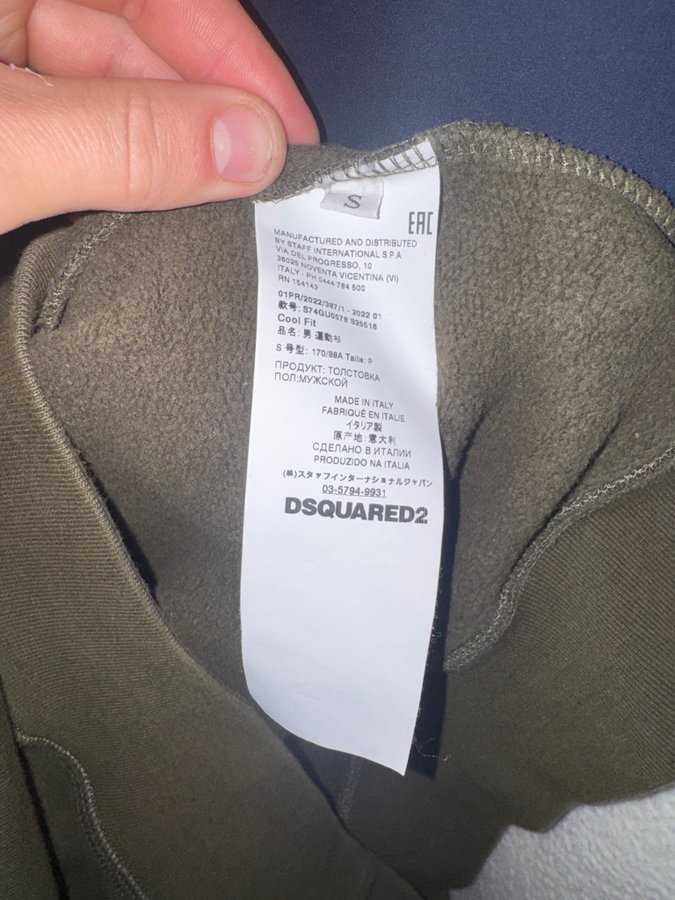 S
EAC
MANUFACTURED AND DISTRIBUTED
BY STAFF INTERNATIONAL S.P.A.
VIA DEL PROGRESSO, 10
36025 NOVENTA VICENTINA (VI)
ITALY - PH 0444 784 500
RN 154143
01PR/2022/387/1 - 2022 01
款号: S74GU0578 S25516
Cool Fit
品名: 男 運動衫
S 号型: 170/88A Taille: P
ПРОДУКТ: ТОЛСТОВКА
ПОЛ:МУЖСКОЙ
MADE IN ITALY
FABRIQUÉ EN ITALIE
イタリア製
原产地: 意大利
СДЕЛАНО В ИТАЛИИ
PRODUZIDO NA ITALIA
(株)スタッフインターナショナルジャパン
03-5794-9931
DSQUARED2